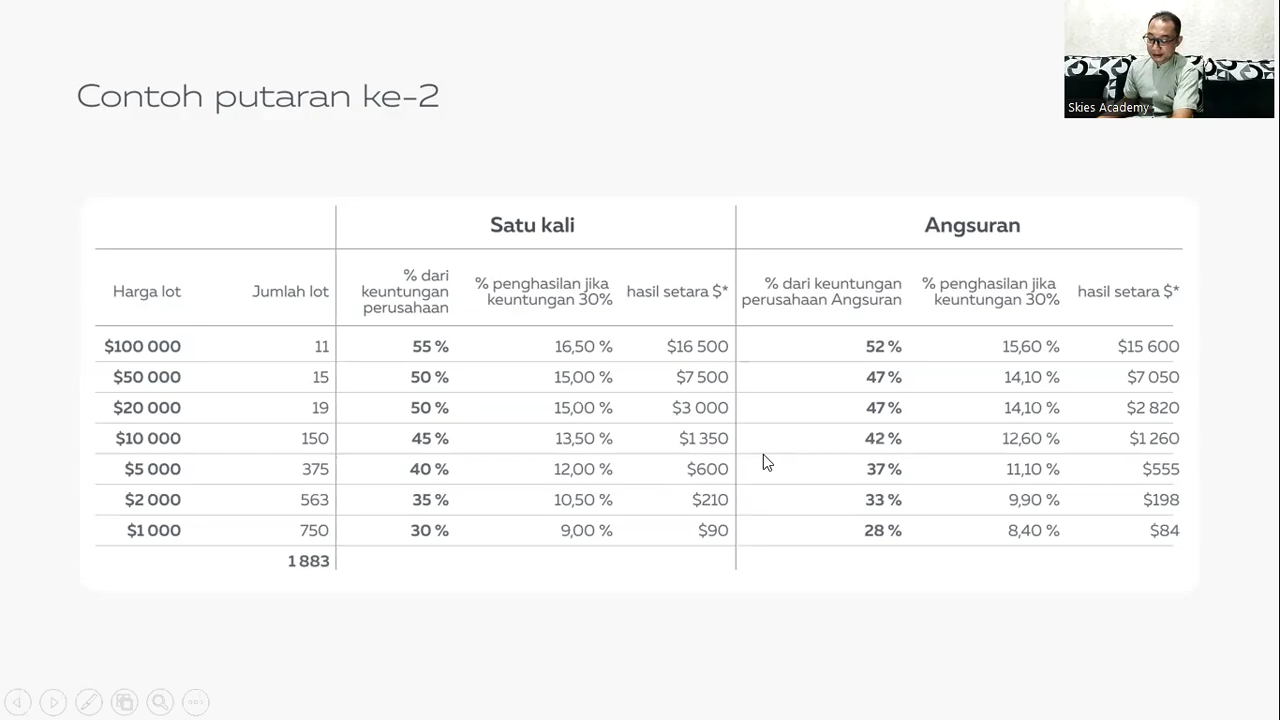 Skies Academy
Contoh putaran ke-2
Satu kali Angsuran
Harga lot Jumlah lot % dari keuntungan perusahaan % penghasilan jika keuntungan 30% hasil setara $* % dari keuntungan perusahaan Angsuran % penghasilan jika keuntungan 30% hasil setara $*
$100 000 11 55 % 16,50 % $16 500 52 % 15,60 % $15 600
$50 000 15 50 % 15,00 % $7 500 47 % 14,10 % $7 050
$20 000 19 50 % 15,00 % $3 000 47 % 14,10 % $2 820
$10 000 150 45 % 13,50 % $1 350 42 % 12,60 % $1 260
$5 000 375 40 % 12,00 % $600 37 % 11,10 % $555
$2 000 563 35 % 10,50 % $210 33 % 9,90 % $198
$1 000 750 30 % 9,00 % $90 28 % 8,40 % $84
1 883